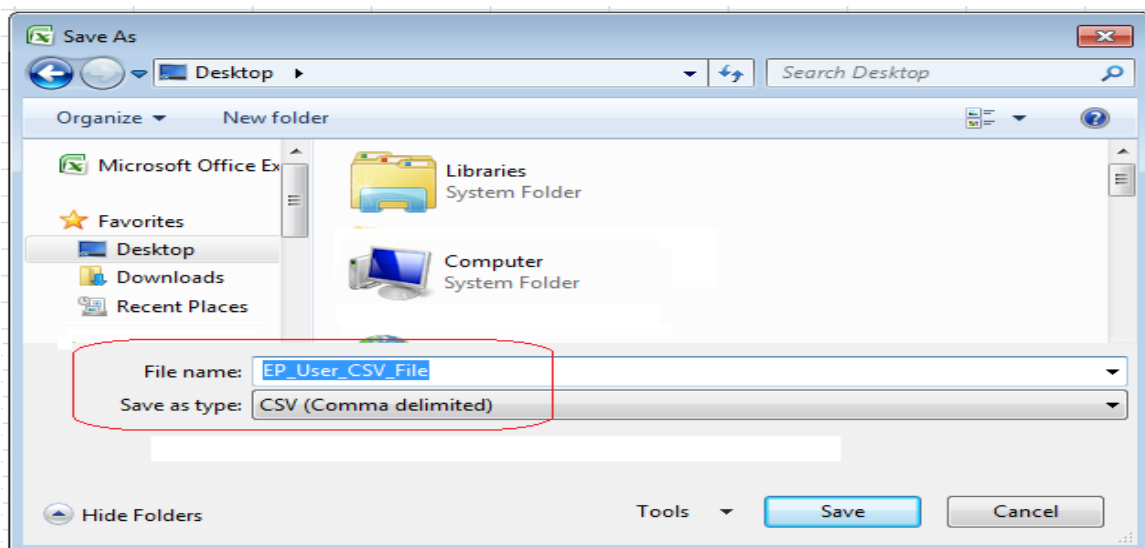 Save As
Desktop
Search Desktop
Organize
New folder
Microsoft Office Ex
Favorites
Desktop
Downloads
Recent Places
Libraries
System Folder
Computer
System Folder
File name: EP_User_CSV_File
Save as type: CSV (Comma delimited)
Hide Folders
Tools
Save
Cancel